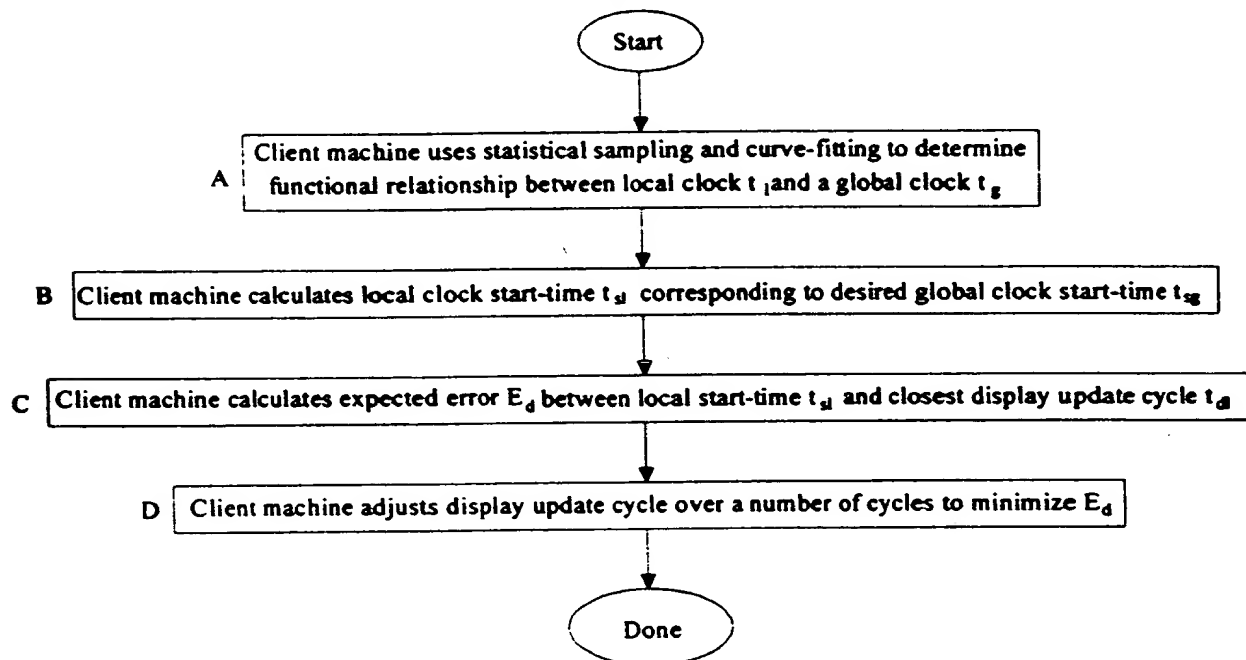 Start
A
Client machine uses statistical sampling and curve-fitting to determine
functional relationship between local clock t l and a global clock t g
B Client machine calculates local clock start-time t sl corresponding to desired global clock start-time t sg
C Client machine calculates expected error E d between local start-time t sl and closest display update cycle t dl
D Client machine adjusts display update cycle over a number of cycles to minimize E d
Done